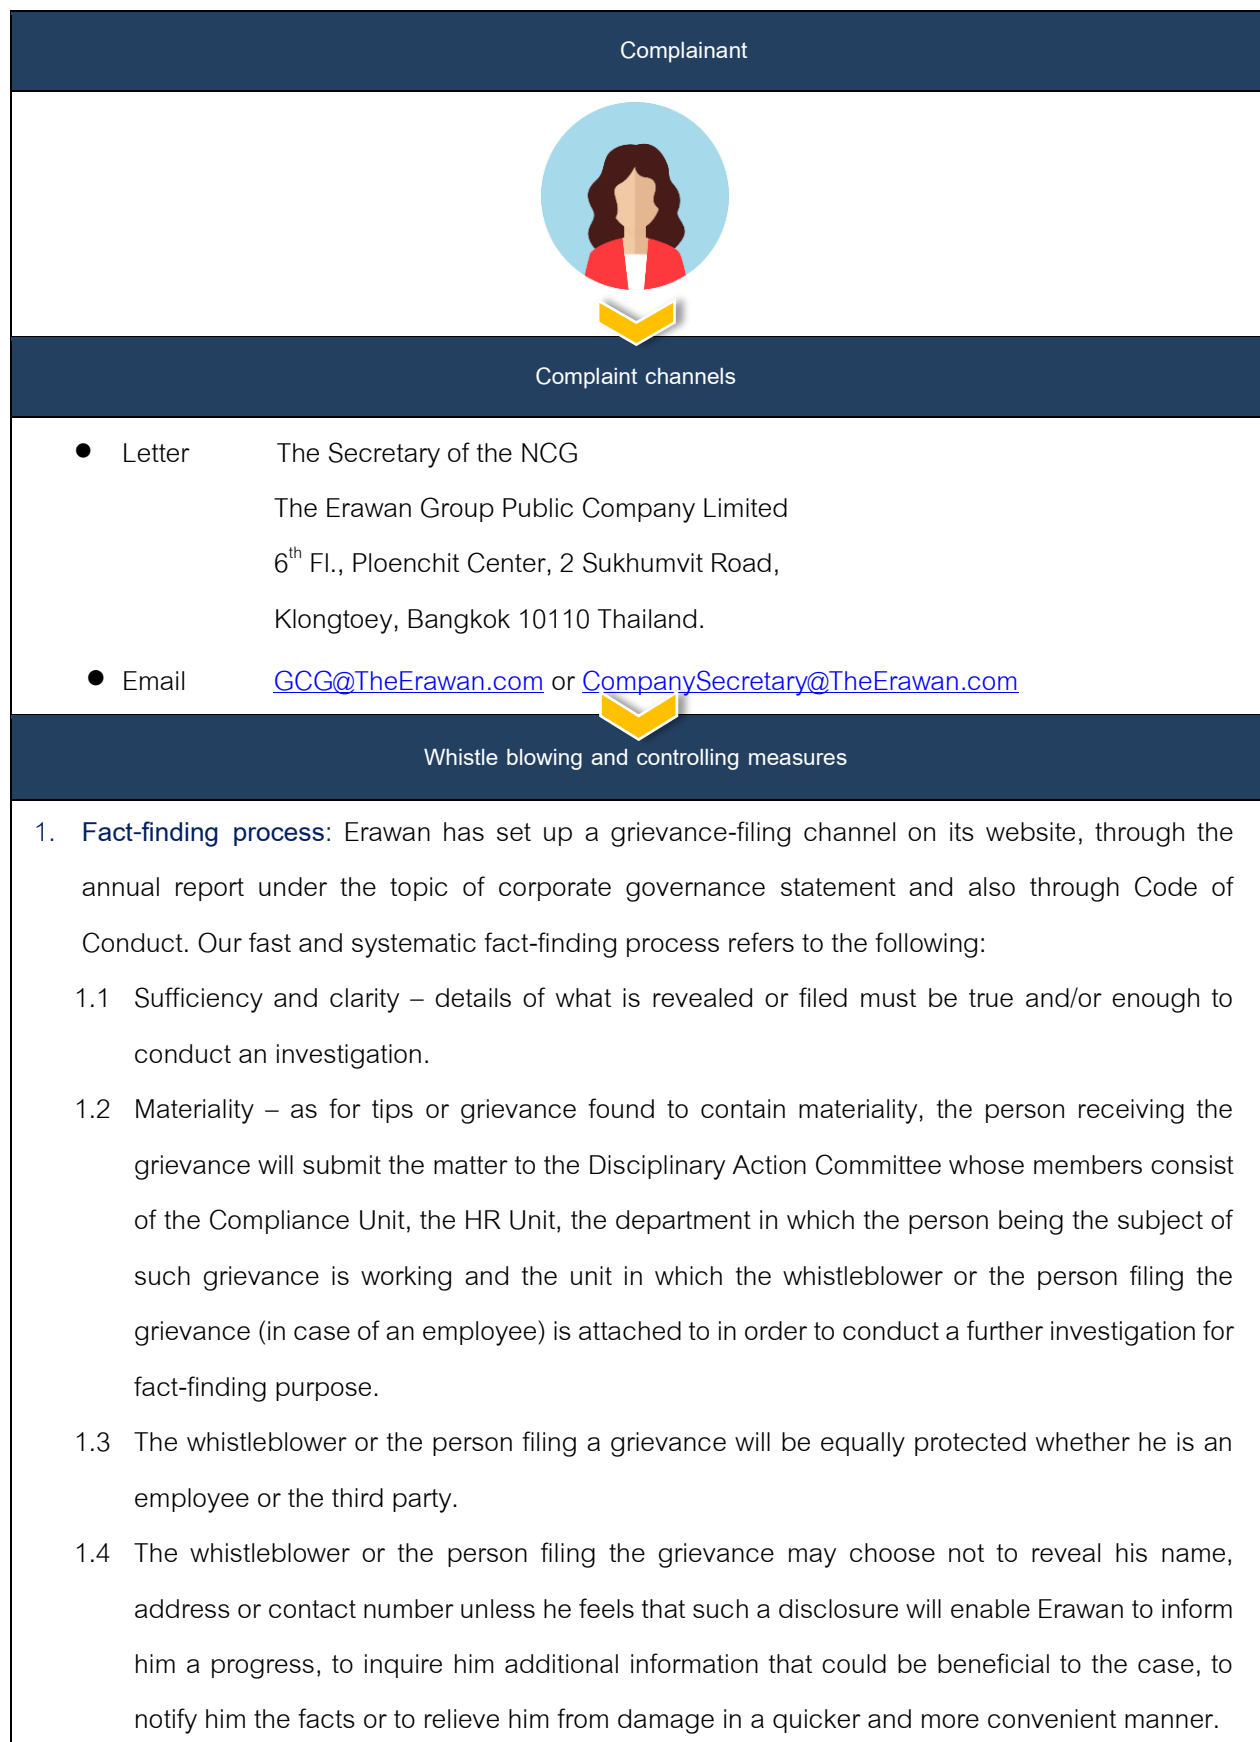 Complainant
Complaint channels
● Letter The Secretary of the NCG
The Erawan Group Public Company Limited
6th Fl., Ploenchit Center, 2 Sukhumvit Road,
Klongtoey, Bangkok 10110 Thailand.
● Email GCG@TheErawan.com or CompanySecretary@TheErawan.com
Whistle blowing and controlling measures
1. Fact-finding process: Erawan has set up a grievance-filing channel on its website, through the
annual report under the topic of corporate governance statement and also through Code of
Conduct. Our fast and systematic fact-finding process refers to the following:
1.1 Sufficiency and clarity – details of what is revealed or filed must be true and/or enough to
conduct an investigation.
1.2 Materiality – as for tips or grievance found to contain materiality, the person receiving the
grievance will submit the matter to the Disciplinary Action Committee whose members consist
of the Compliance Unit, the HR Unit, the department in which the person being the subject of
such grievance is working and the unit in which the whistleblower or the person filing the
grievance (in case of an employee) is attached to in order to conduct a further investigation for
fact-finding purpose.
1.3 The whistleblower or the person filing a grievance will be equally protected whether he is an
employee or the third party.
1.4 The whistleblower or the person filing the grievance may choose not to reveal his name,
address or contact number unless he feels that such a disclosure will enable Erawan to inform
him a progress, to inquire him additional information that could be beneficial to the case, to
notify him the facts or to relieve him from damage in a quicker and more convenient manner.